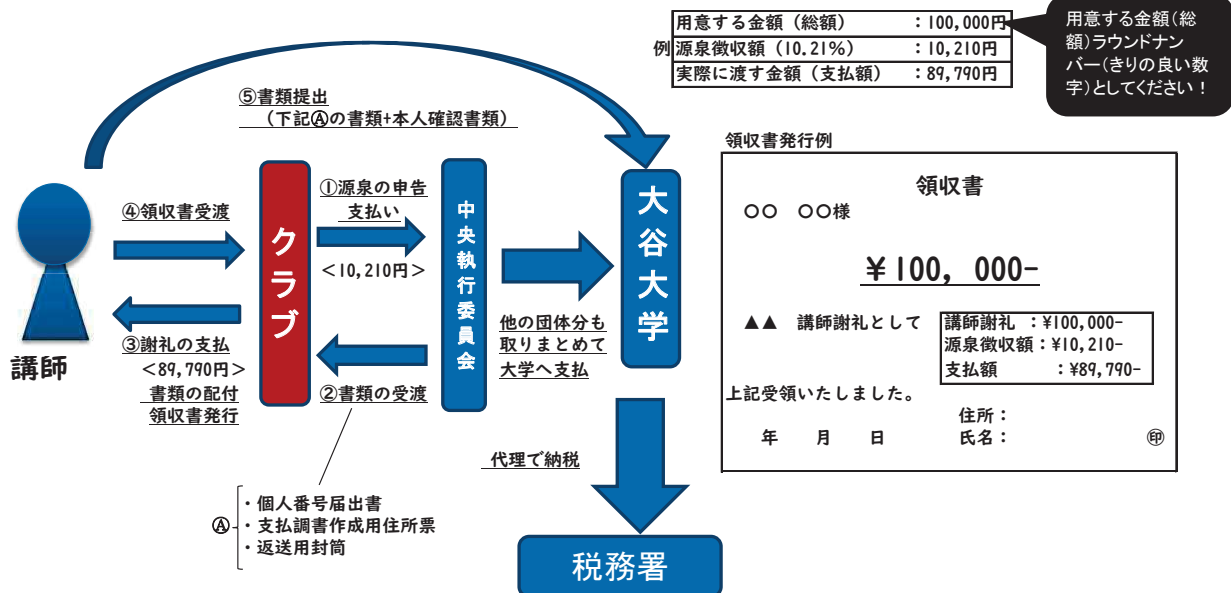 用意する金額（総額）　：100,000円
例 源泉徴収額（10.21%）　：10,210円
実際に渡す金額（支払額）　：89,790円
用意する金額（総
額）ラウンドナン
バー（きりの良い数
字）としてください！
⑤書類提出
（下記Ⓐの書類+本人確認書類）
講師
④領収書受渡
③謝礼の支払
＜89,790円＞
書類の配付
領収書発行
クラブ
①源泉の申告
支払い
＜10,210円＞
②書類の受渡
中央執行委員会
他の団体分も
取りまとめて
大学へ支払
大谷大学
代理で納税
税務署
Ⓐ
・個人番号届出書
・支払調書作成用住所票
・返送用封筒
領収書発行例
領収書
○○　○○様
¥100, 000-
▲▲　講師謝礼として
講師謝礼　：¥100,000-
源泉徴収額：¥10,210-
支払額　　：¥89,790-
上記受領いたしました。
住所：
年　　月　　日　　氏名：　　㊞